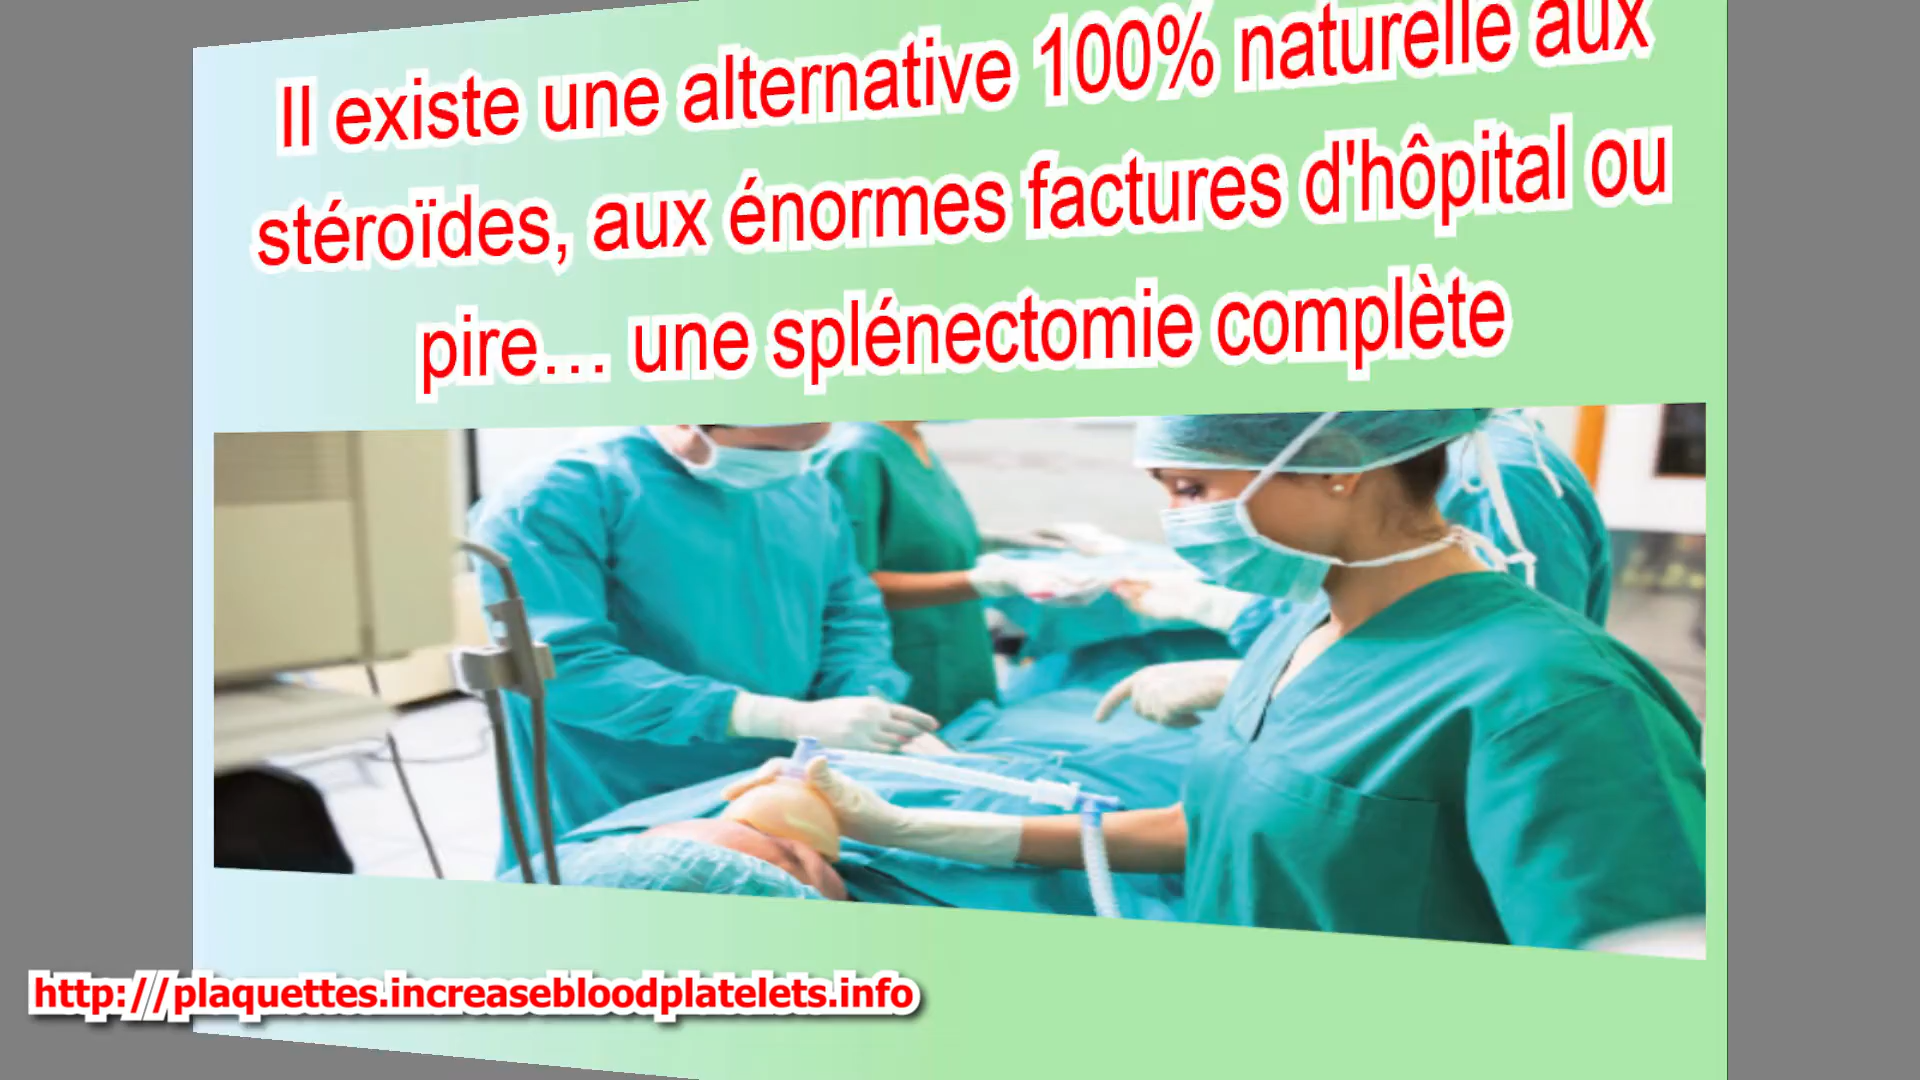 Il existe une alternative 100% naturelle aux
stéroïdes, aux énormes factures d'hôpital ou
pire... une splénectomie complète
http://plaquettes.increasebloodplatelets.info